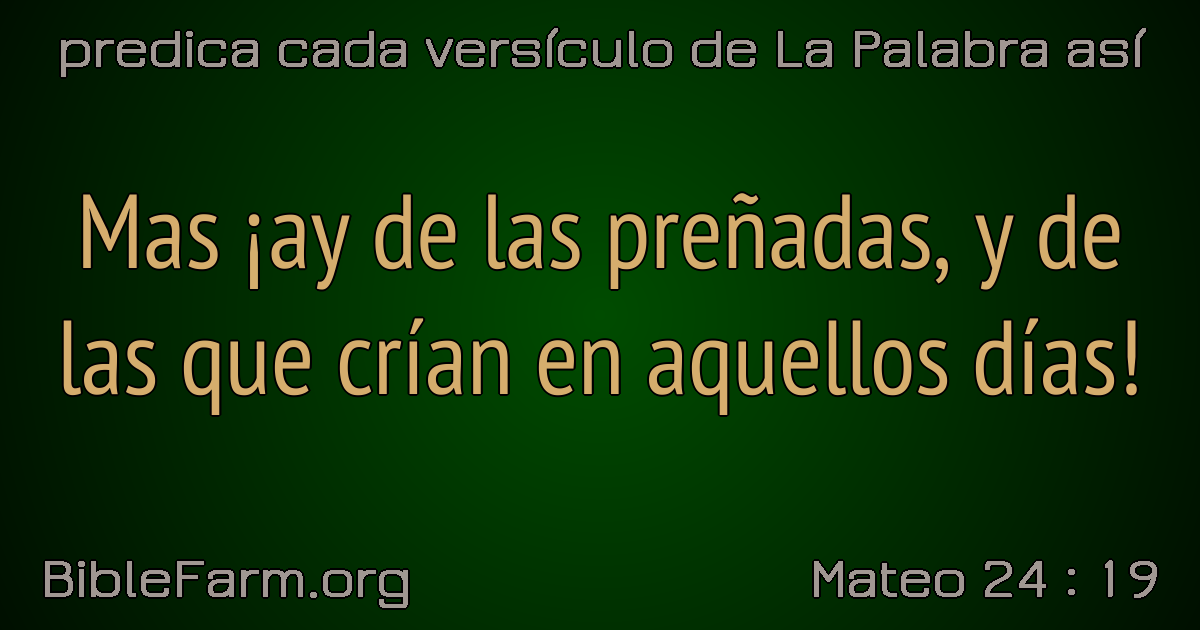 predica cada versículo de La Palabra así
Mas ¡ay de las preñadas, y de
las que crían en aquellos días!
BibleFarm.org
Mateo 24 : 19